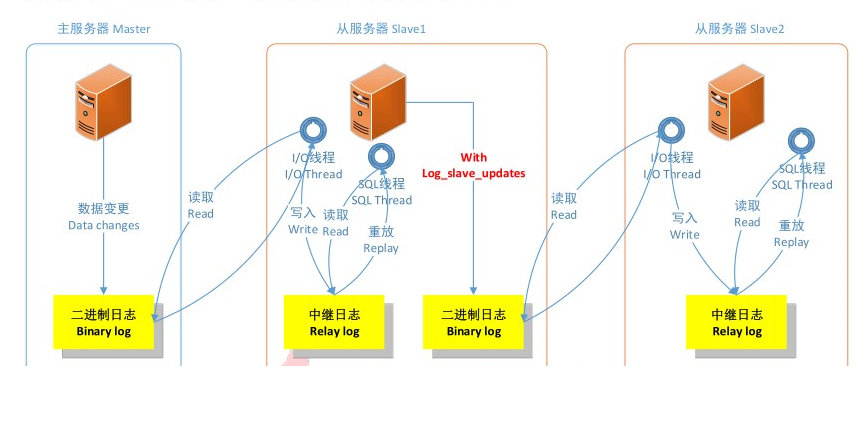 主服务器 Master
从服务器 Slave1
从服务器 Slave2
I/O线程
I/O Thread
SQL线程
SQL Thread
With
Log_slave_updates
I/O线程
I/O Thread
SQL线程
SQL Thread
数据变更
Data changes
读取
Read
写入
Write
读取
Read
重放
Replay
读取
Read
写入
Write
读取
Read
重放
Replay
二进制日志
Binary log
中继日志
Relay log
二进制日志
Binary log
中继日志
Relay log